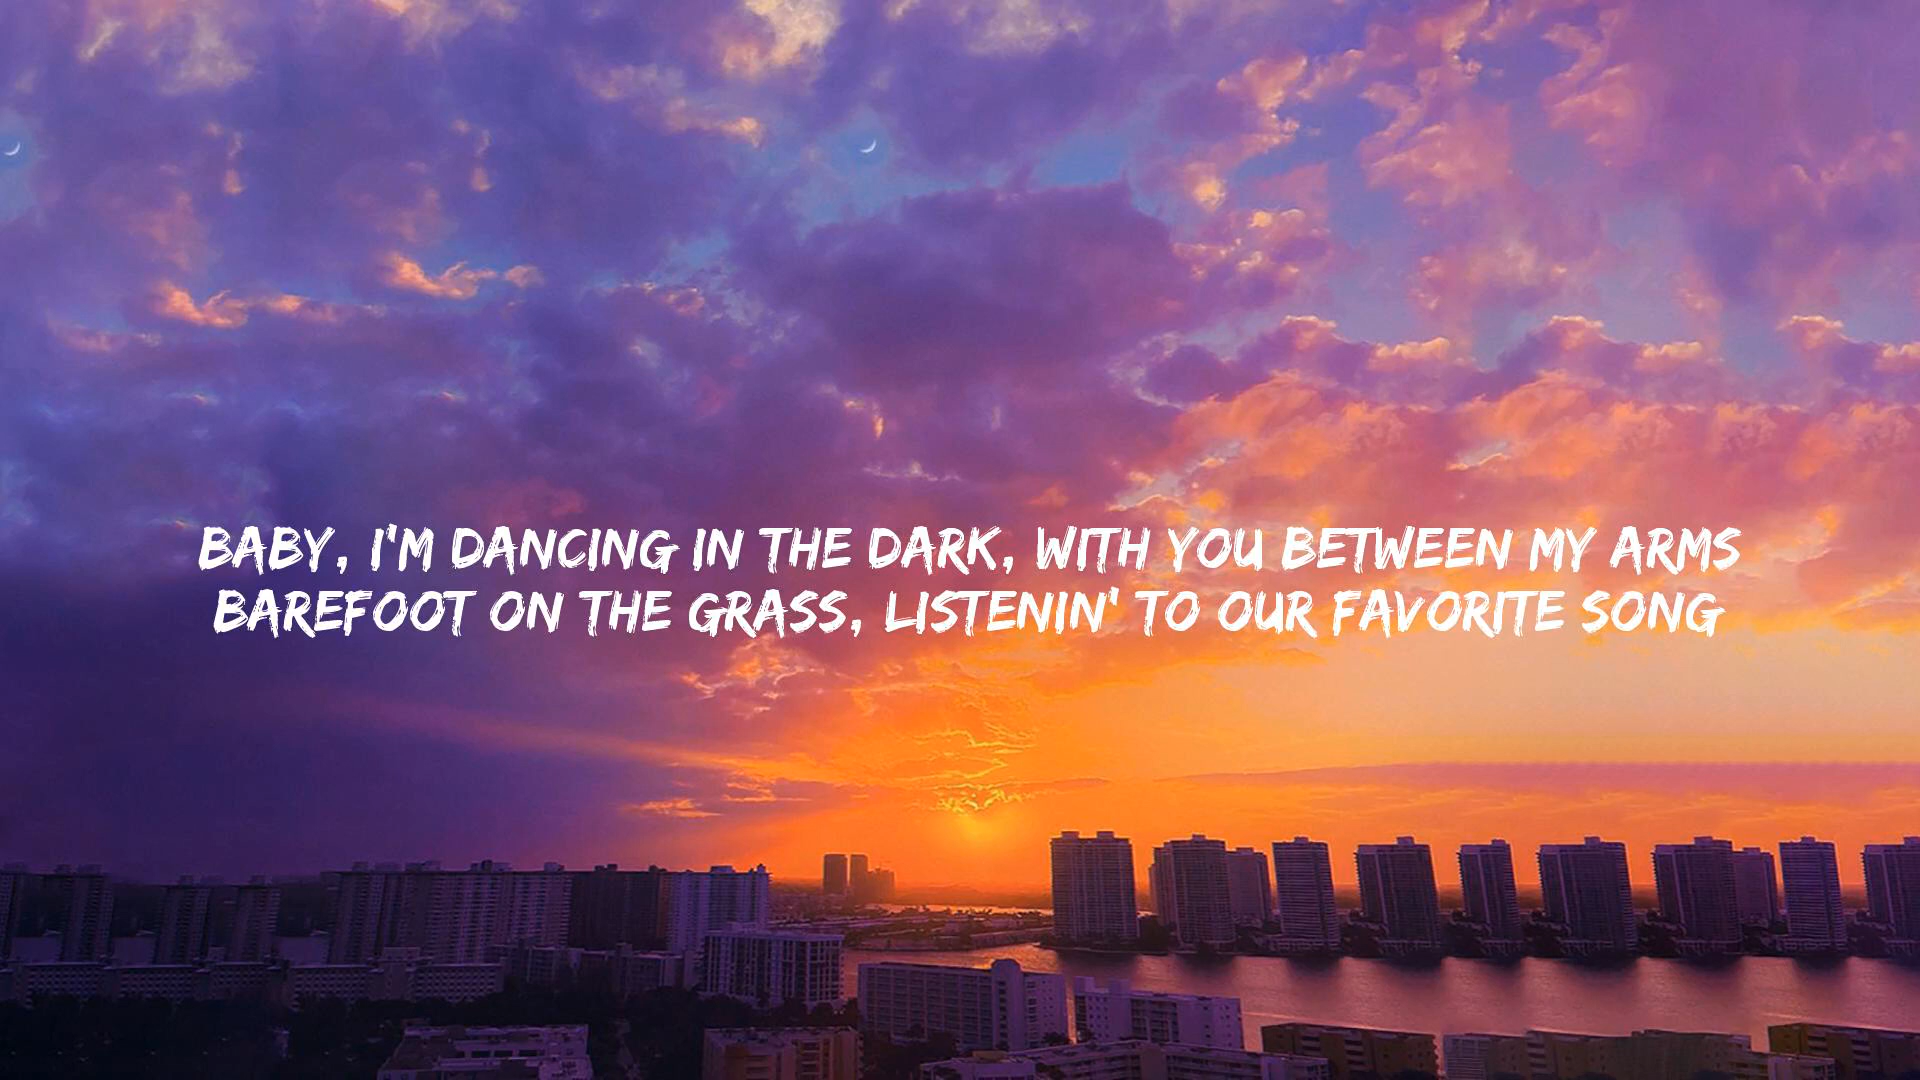 BABY, I'M DANCING IN THE DARK, WITH YOU BETWEEN MY ARMS
BAREFOOT ON THE GRASS, LISTENIN' TO OUR FAVORITE SONG